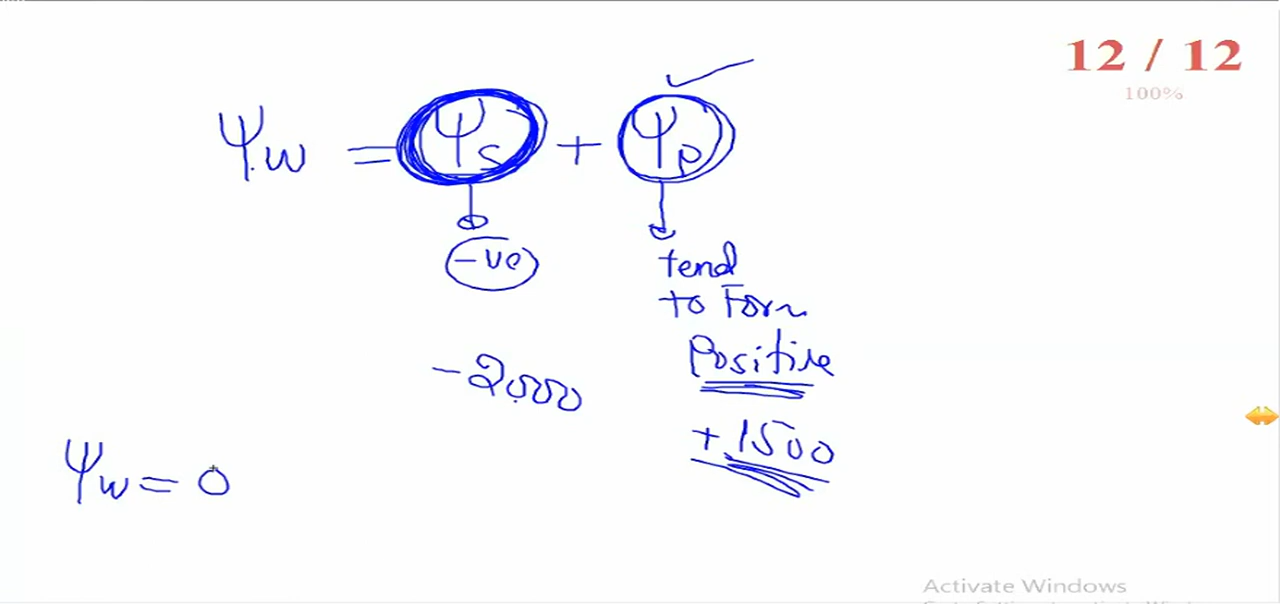 12 / 12
100%
Ψw = Ψs + Ψp
-ve
tend
to Form
Positive
-2000
+1500
Ψw = 0
Activate Windows